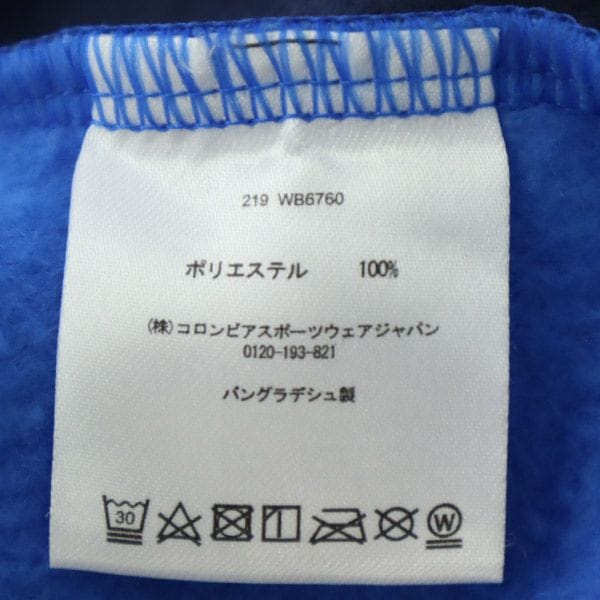 219 WB6760
ポリエステル 100%
(株)コロンビアスポーツウェアジャパン
0120-193-821
バングラデシュ製
30 W